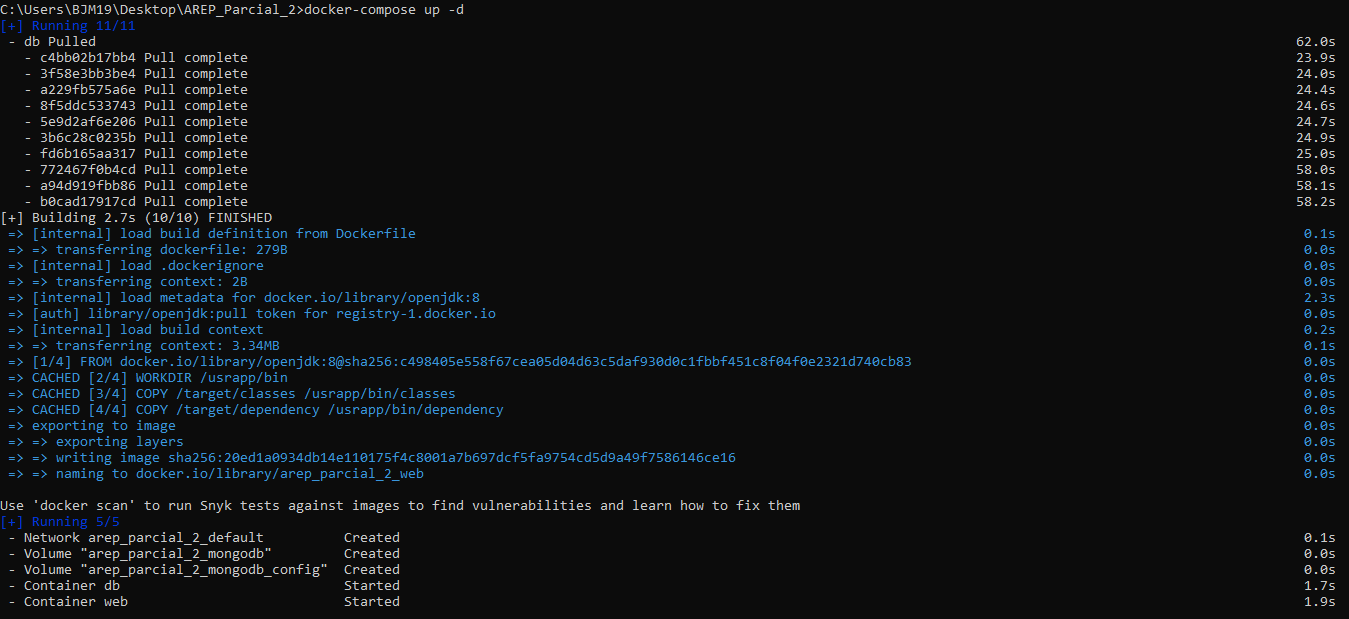 C:\Users\BJM19\Desktop\AREP_Parcial_2>docker-compose up -d
[+] Running 11/11
 - db Pulled 62.0s
   - c4bb02b17bb4 Pull complete 23.9s
   - 3f58e3bb3be4 Pull complete 24.0s
   - a229fb575a6e Pull complete 24.4s
   - 8f5ddc533743 Pull complete 24.6s
   - 5e9d2af6e206 Pull complete 24.7s
   - 3b6c28c0235b Pull complete 24.9s
   - fd6b165aa317 Pull complete 25.0s
   - 772467f0b4cd Pull complete 58.0s
   - a94d919fbb86 Pull complete 58.1s
   - b0cad17917cd Pull complete 58.2s
[+] Building 2.7s (10/10) FINISHED
 => [internal] load build definition from Dockerfile 0.1s
 => => transferring dockerfile: 279B 0.0s
 => [internal] load .dockerignore 0.0s
 => => transferring context: 2B 0.0s
 => [internal] load metadata for docker.io/library/openjdk:8 2.3s
 => [auth] library/openjdk:pull token for registry-1.docker.io 0.0s
 => [internal] load build context 0.2s
 => => transferring context: 3.34MB 0.1s
 => [1/4] FROM docker.io/library/openjdk:8@sha256:c498405e558f67cea05d04d63c5daf930d0c1fbbf451c8f04f0e2321d740cb83 0.0s
 => CACHED [2/4] WORKDIR /usrapp/bin 0.0s
 => CACHED [3/4] COPY /target/classes /usrapp/bin/classes 0.0s
 => CACHED [4/4] COPY /target/dependency /usrapp/bin/dependency 0.0s
 => exporting to image 0.0s
 => => exporting layers 0.0s
 => => writing image sha256:20ed1a0934db14e110175f4c8001a7b697dcf5fa9754cd5d9a49f7586146ce16 0.0s
 => => naming to docker.io/library/arep_parcial_2_web 0.0s
Use 'docker scan' to run Snyk tests against images to find vulnerabilities and learn how to fix them
[+] Running 5/5
 - Network arep_parcial_2_default Created 0.1s
 - Volume "arep_parcial_2_mongodb" Created 0.0s
 - Volume "arep_parcial_2_mongodb_config" Created 0.0s
 - Container db Started 1.7s
 - Container web Started 1.9s